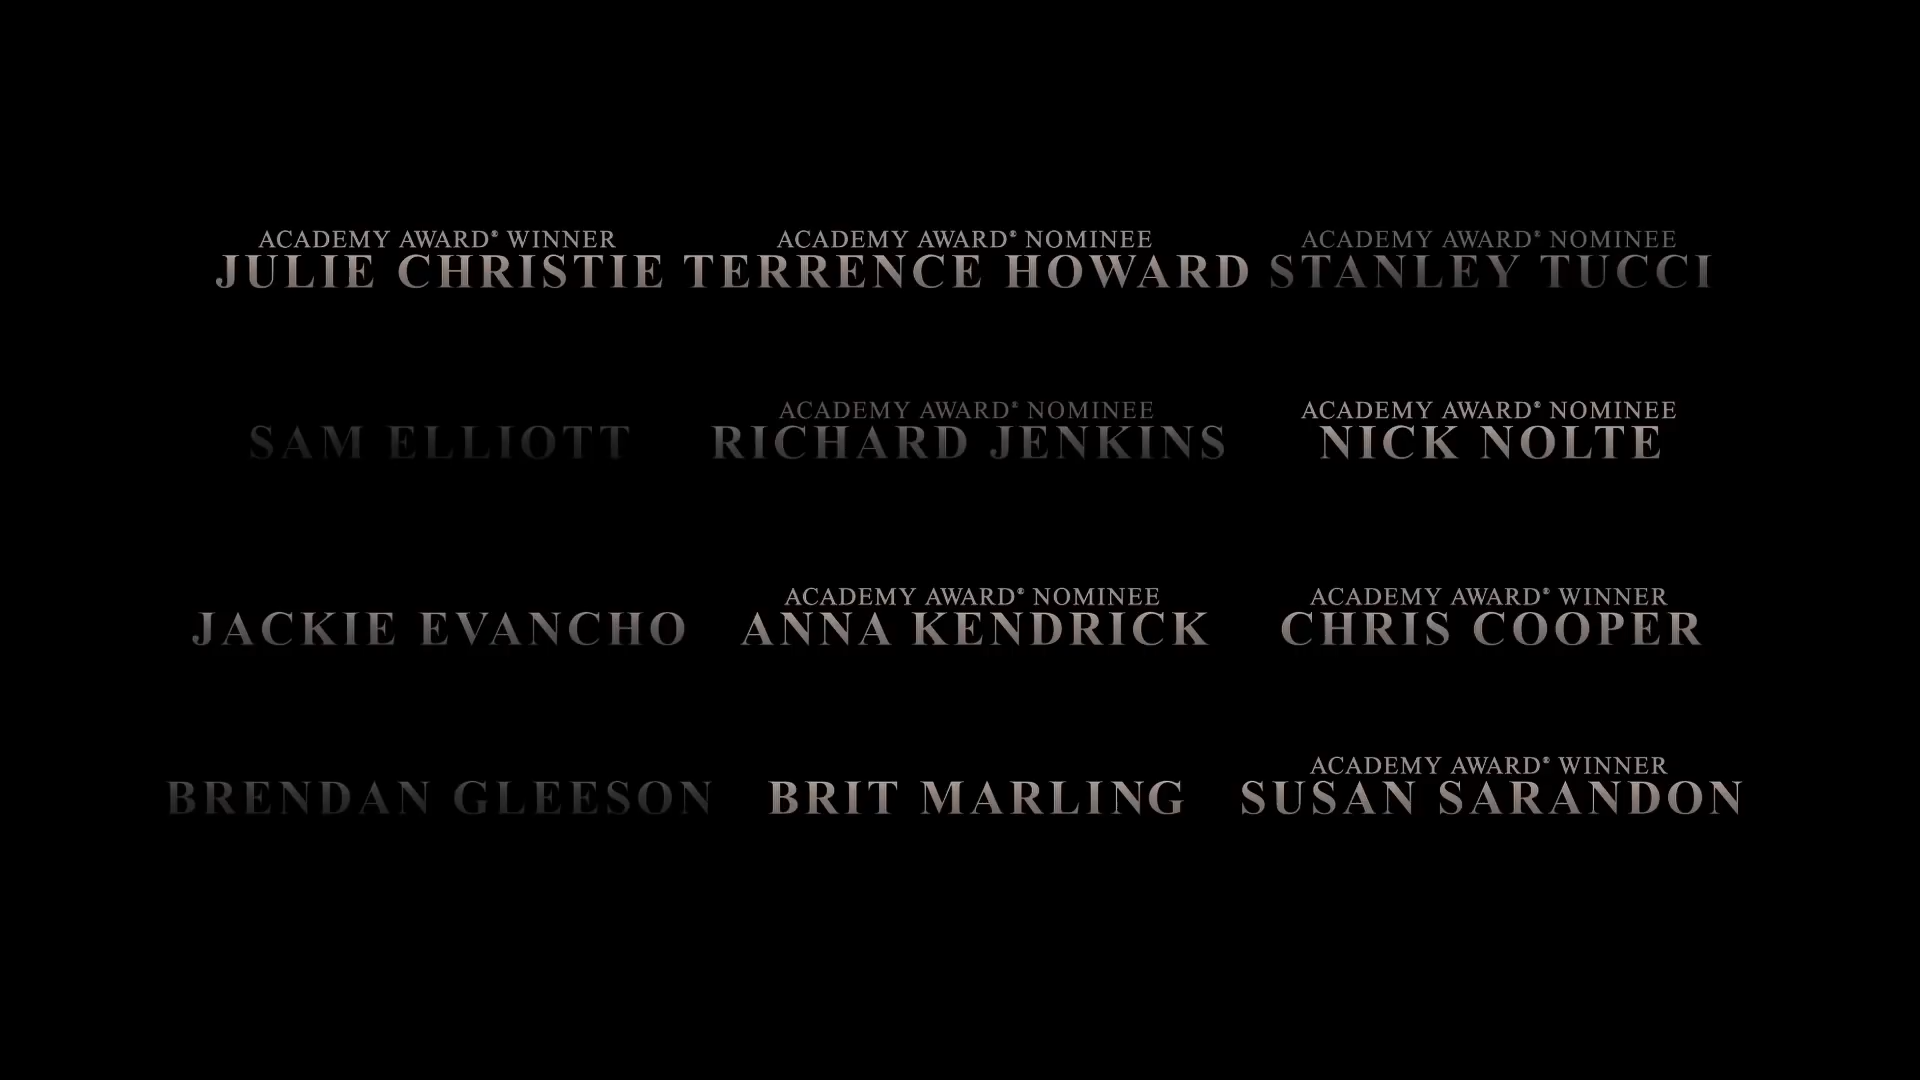 ACADEMY AWARD® WINNER ACADEMY AWARD® NOMINEE ACADEMY AWARD® NOMINEE
JULIE CHRISTIE TERRENCE HOWARD STANLEY TUCCI
ACADEMY AWARD® NOMINEE ACADEMY AWARD® NOMINEE
SAM ELLIOTT RICHARD JENKINS NICK NOLTE
ACADEMY AWARD® NOMINEE ACADEMY AWARD® WINNER
JACKIE EVANCHO ANNA KENDRICK CHRIS COOPER
ACADEMY AWARD® WINNER
BRENDAN GLEESON BRIT MARLING SUSAN SARANDON